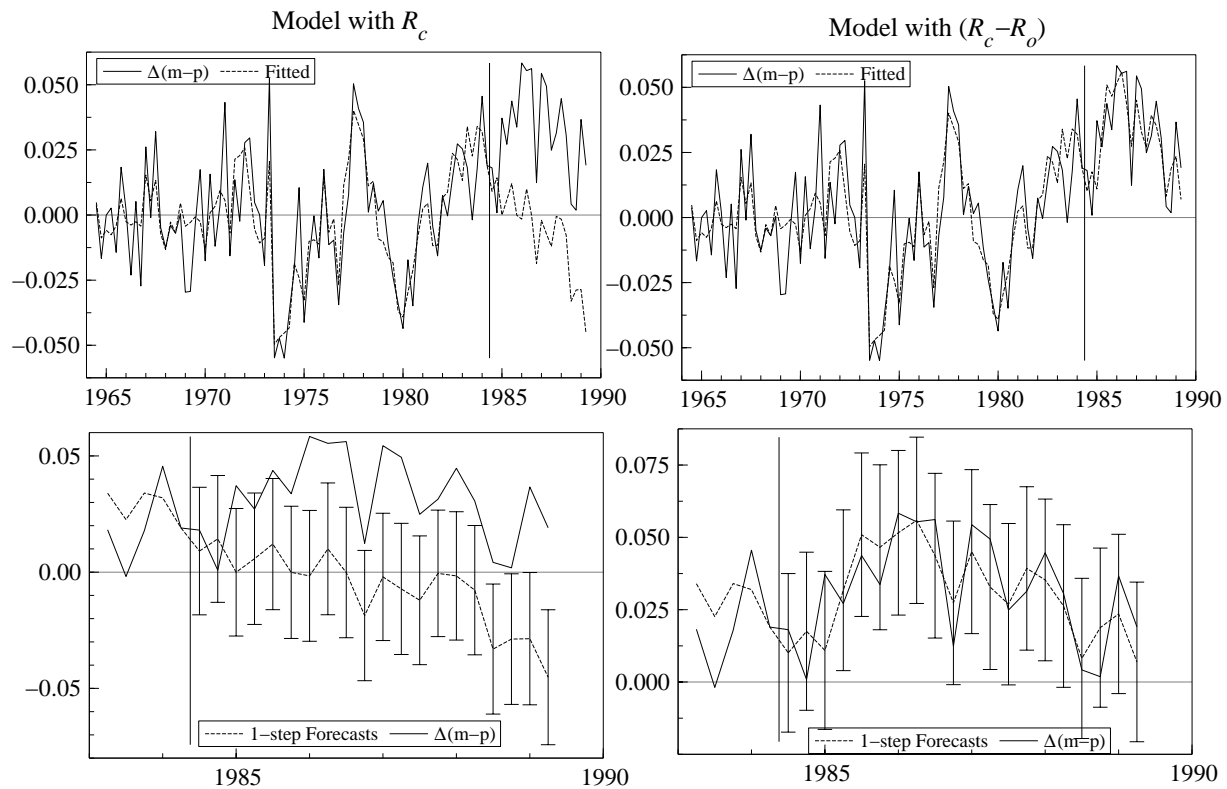 Model with R_c
Model with (R_c−R_o)
Δ(m−p) Fitted
0.050
0.025
0.000
−0.025
−0.050
1965 1970 1975 1980 1985 1990
Δ(m−p) Fitted
0.050
0.025
0.000
−0.025
−0.050
1965 1970 1975 1980 1985 1990
0.05
0.00
−0.05
1−step Forecasts Δ(m−p)
1985 1990
0.075
0.050
0.025
0.000
1−step Forecasts Δ(m−p)
1985 1990